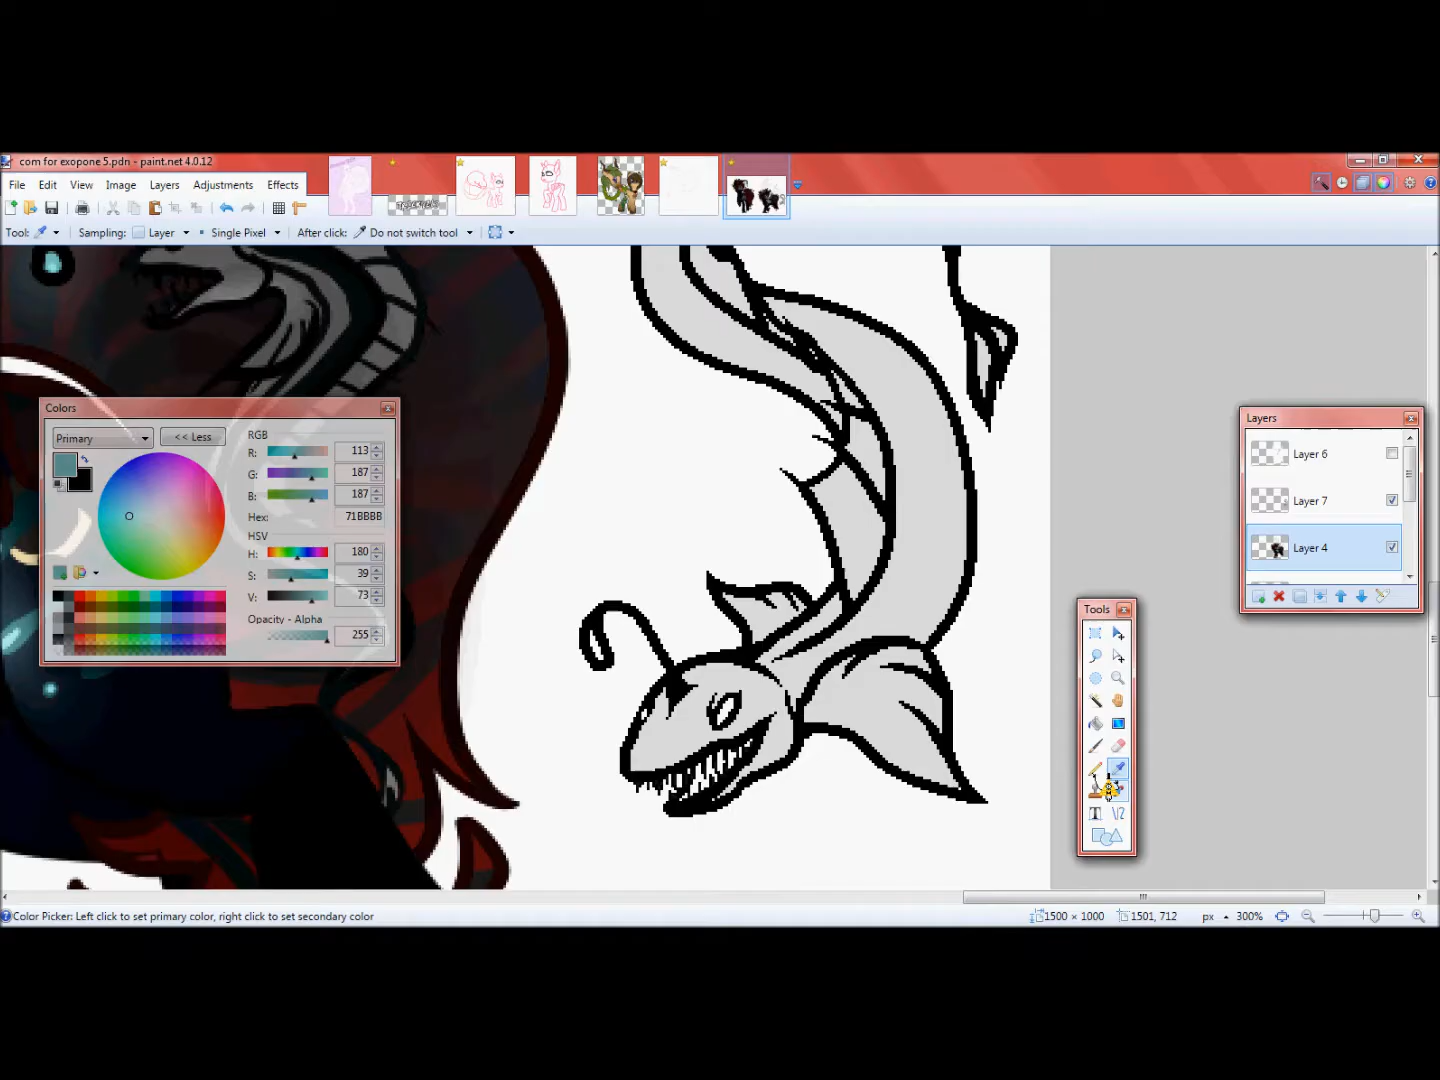 com for exopone 5.pdn - paint.net 4.0.12
File Edit View Image Layers Adjustments Effects
Tool: Sampling: Layer Single Pixel After click: Do not switch tool
Colors
Primary << Less
RGB
R: 113
G: 187
B: 187
Hex: 71BBBB
HSV
H: 180
S: 39
V: 73
Opacity - Alpha
255
Layers
Layer 6
Layer 7
Layer 4
Tools
Color Picker: Left click to set primary color, right click to set secondary color
1500 × 1000 1501, 712 px 300%